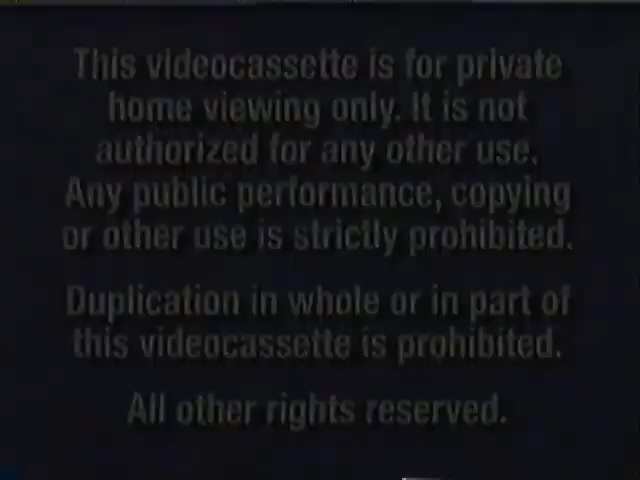 This videocassette is for private
home viewing only. It is not
authorized for any other use.
Any public performance, copying
or other use is strictly prohibited.
Duplication in whole or in part of
this videocassette is prohibited.
All other rights reserved.